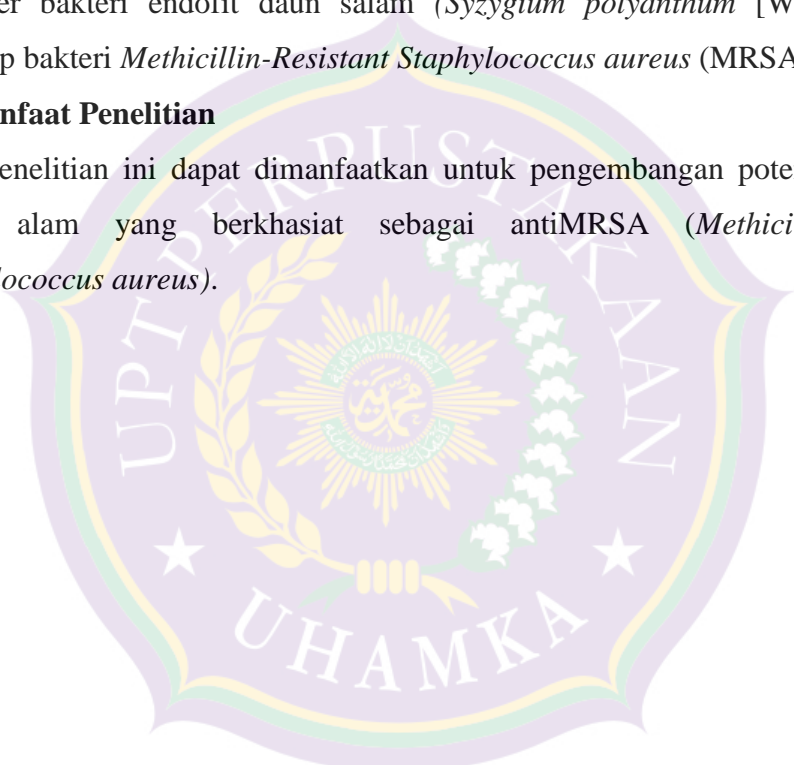 er bakteri endofit daun salam (Syzygium polyanthum [W
p bakteri Methicillin-Resistant Staphylococcus aureus (MRSA
nfaat Penelitian
enelitian ini dapat dimanfaatkan untuk pengembangan pote
alam yang berkhasiat sebagai antiMRSA (Methici
lococcus aureus).
UPT PERPUSTAKAAN
UHAMKA